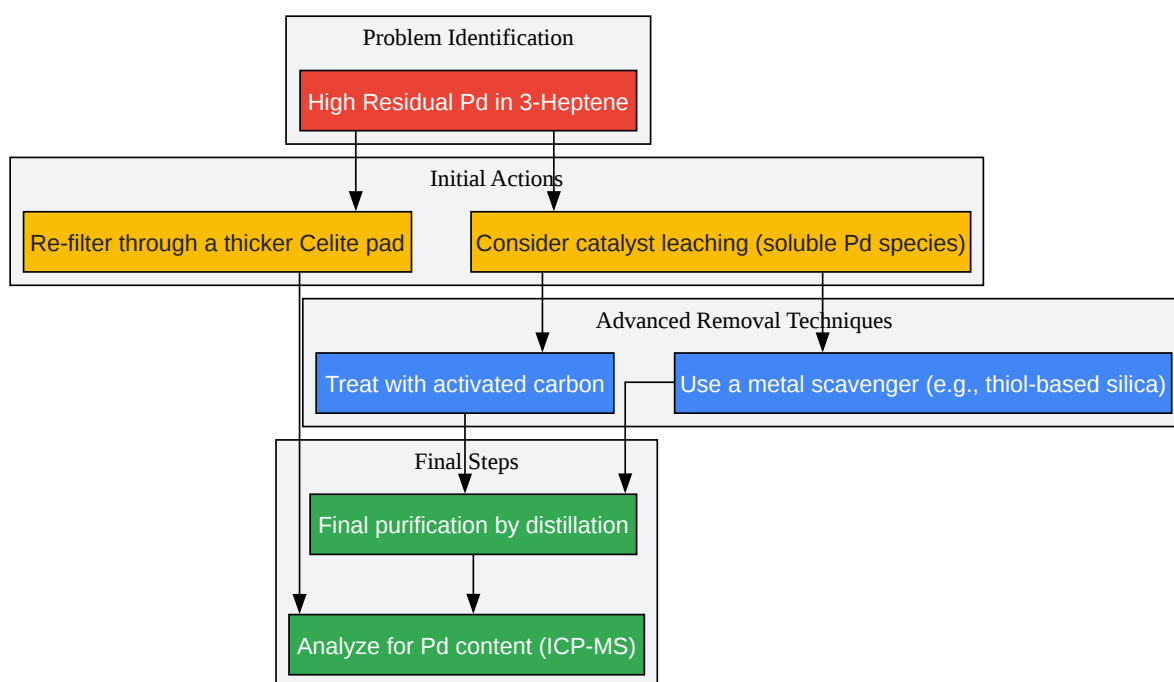 Problem Identification
High Residual Pd in 3-Heptene
Initial Actions
Re-filter through a thicker Celite pad
Consider catalyst leaching (soluble Pd species)
Advanced Removal Techniques
Treat with activated carbon
Use a metal scavenger (e.g., thiol-based silica)
Final Steps
Final purification by distillation
Analyze for Pd content (ICP-MS)